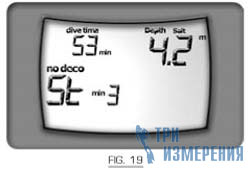 dive time Depth Salt
53 min 4.2 m
no deco
St min 3
ТРИ
ИЗМЕРЕНИЯ
FIG. 19